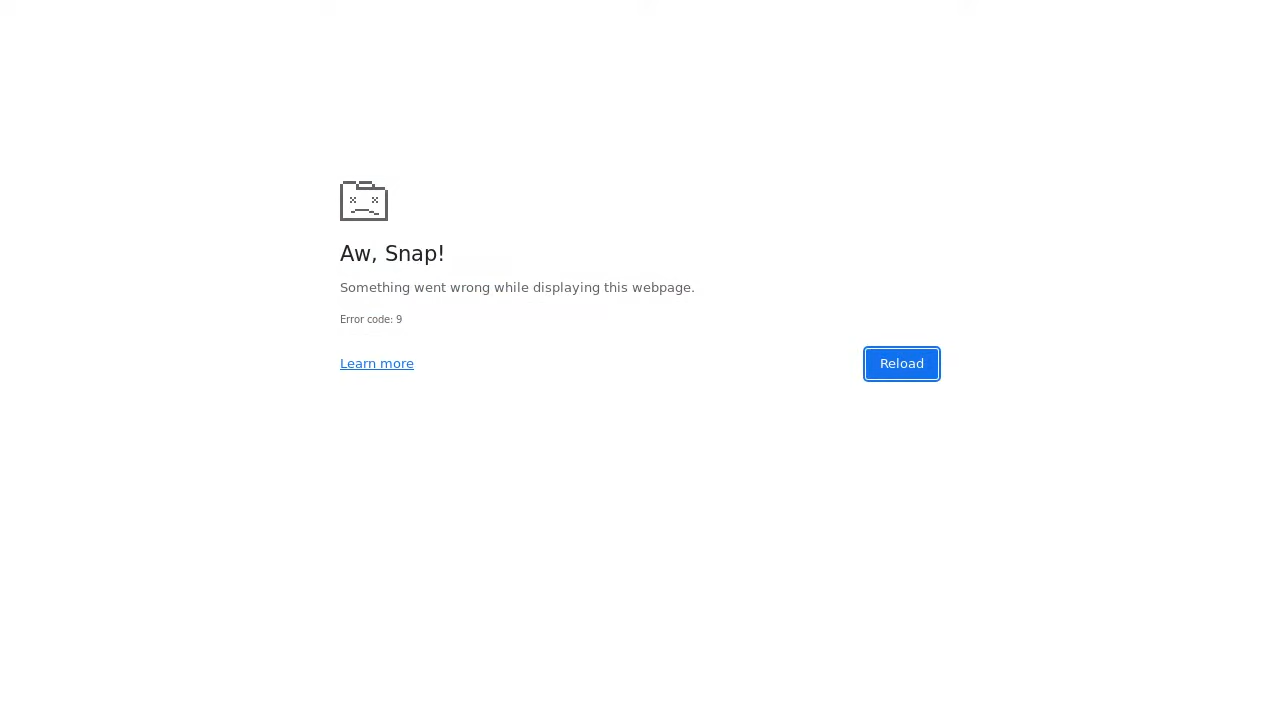 Aw, Snap!
Something went wrong while displaying this webpage.
Error code: 9
Learn more
Reload